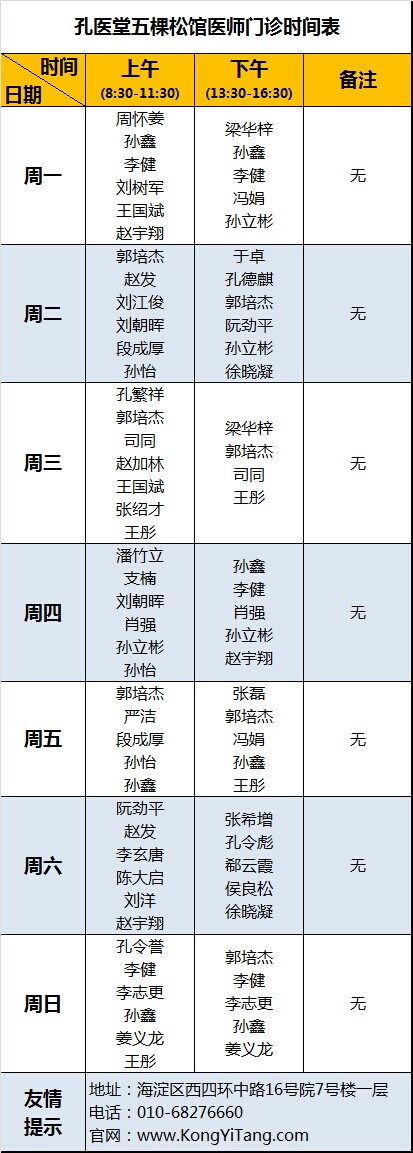 孔医堂五棵松馆医师门诊时间表
时间
日期
上午
(8:30-11:30)
下午
(13:30-16:30)
备注
周一
周怀姜
孙鑫
李健
刘树军
王国斌
赵宇翔
梁华梓
孙鑫
李健
冯娟
孙立彬
无
周二
郭培杰
赵发
刘江俊
刘朝晖
段成厚
孙怡
于卓
孔德麒
郭培杰
阮劲平
孙立彬
徐晓凝
无
周三
孔繁祥
郭培杰
司同
赵加林
王国斌
张绍才
王彤
梁华梓
郭培杰
司同
王彤
无
周四
潘竹立
支楠
刘朝晖
肖强
孙立彬
孙怡
孙鑫
李健
肖强
孙立彬
赵宇翔
无
周五
郭培杰
严洁
段成厚
孙怡
孙鑫
张磊
郭培杰
冯娟
孙鑫
王彤
无
周六
阮劲平
赵发
李玄唐
陈大启
刘洋
赵宇翔
张希增
孔令彪
郗云霞
侯良松
徐晓凝
无
周日
孔令誉
李健
李志更
孙鑫
姜义龙
王彤
郭培杰
李健
李志更
孙鑫
姜义龙
无
友情
提示
地址：海淀区西四环中路16号院7号楼一层
电话：010-68276660
官网：www.KongYiTang.com